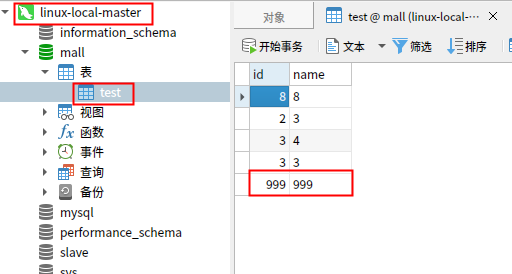 linux-local-master
information_schema
mall
表
test
视图
函数
事件
查询
备份
mysql
performance_schema
slave
sys
对象
test @ mall (linux-local-...
开始事务
文本
筛选
排序
id name
8 8
2 3
3 4
3 3
999 999